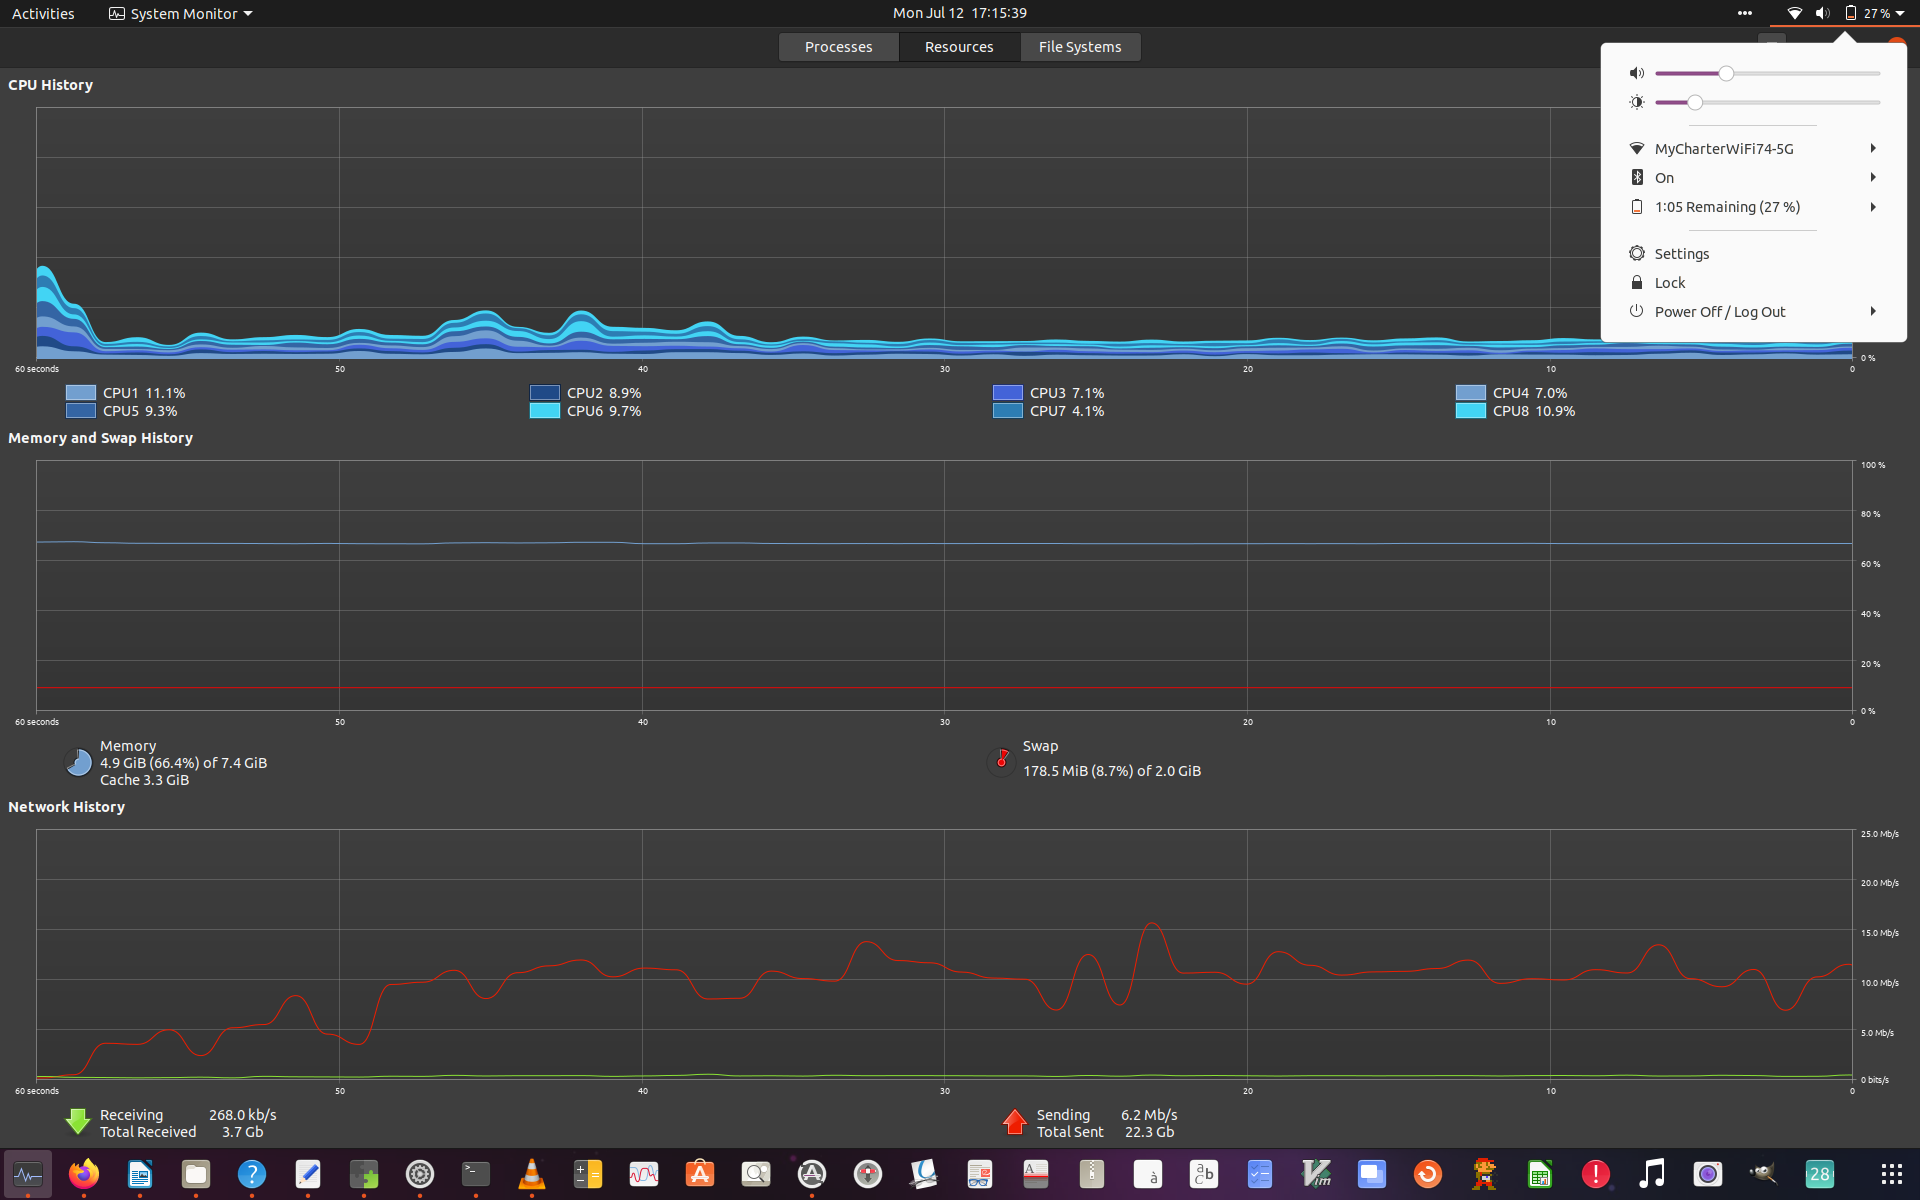 Activities
System Monitor
Mon Jul 12 17:15:39
27 %
Processes
Resources
File Systems
CPU History
MyCharterWiFi74-5G
On
1:05 Remaining (27 %)
Settings
Lock
Power Off / Log Out
0 %
60 seconds 50 40 30 20 10 0
CPU1 11.1% CPU2 8.9% CPU3 7.1% CPU4 7.0%
CPU5 9.3% CPU6 9.7% CPU7 4.1% CPU8 10.9%
Memory and Swap History
100 %
80 %
60 %
40 %
20 %
0 %
60 seconds 50 40 30 20 10 0
Memory
4.9 GiB (66.4%) of 7.4 GiB
Cache 3.3 GiB
Swap
178.5 MiB (8.7%) of 2.0 GiB
Network History
25.0 Mb/s
20.0 Mb/s
15.0 Mb/s
10.0 Mb/s
5.0 Mb/s
0 bits/s
60 seconds 50 40 30 20 10 0
Receiving 268.0 kb/s
Total Received 3.7 Gb
Sending 6.2 Mb/s
Total Sent 22.3 Gb
?
>_
A
A
à
a b c
Vim
!
28